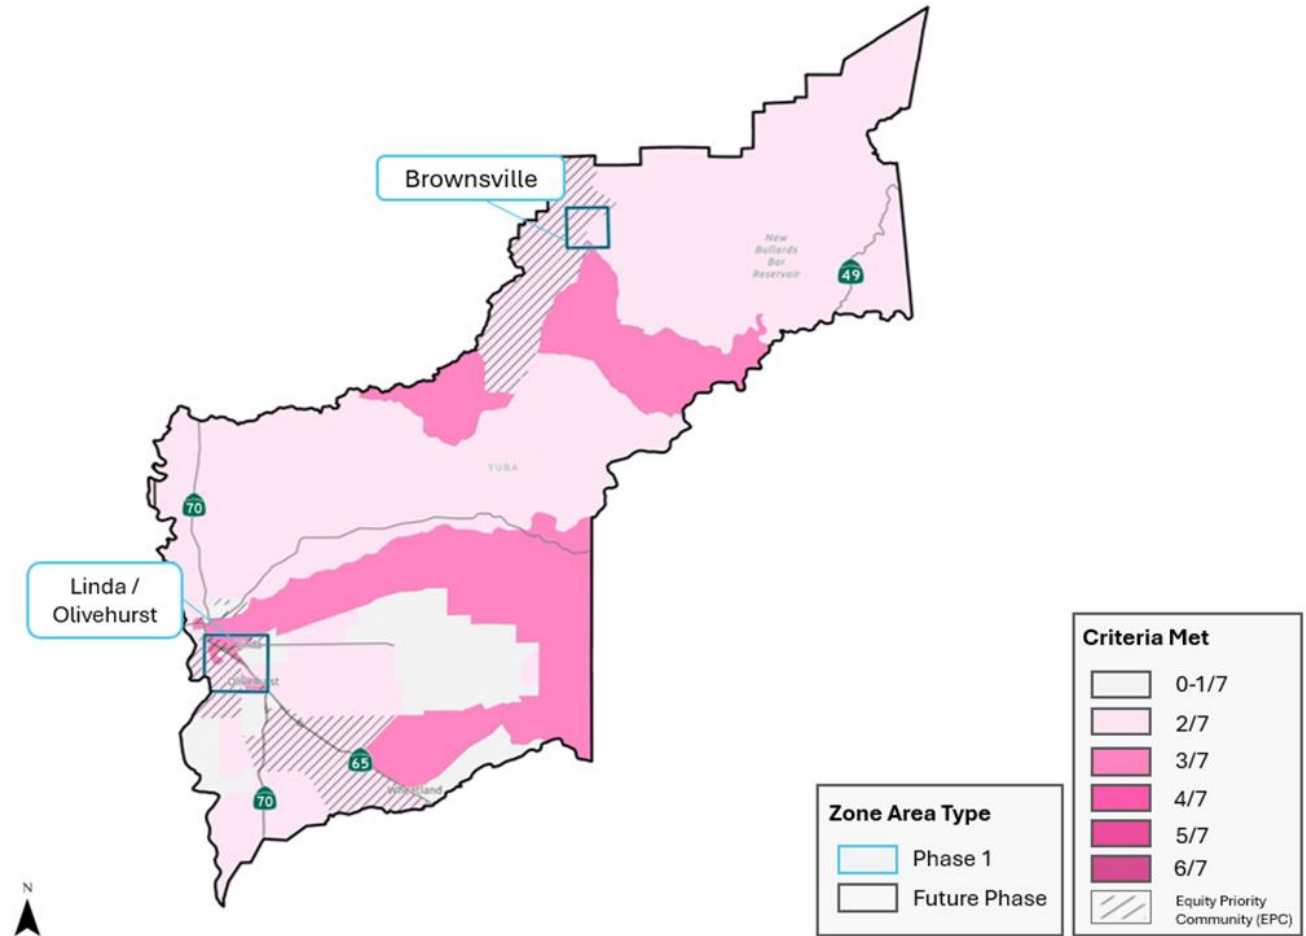 Brownsville
New
Bullards
Bar
Reservoir
49
YUBA
70
Linda /
Olivehurst
Olivehurst
65
70
Wheatland
N
Zone Area Type
Phase 1
Future Phase
Criteria Met
0-1/7
2/7
3/7
4/7
5/7
6/7
Equity Priority
Community (EPC)